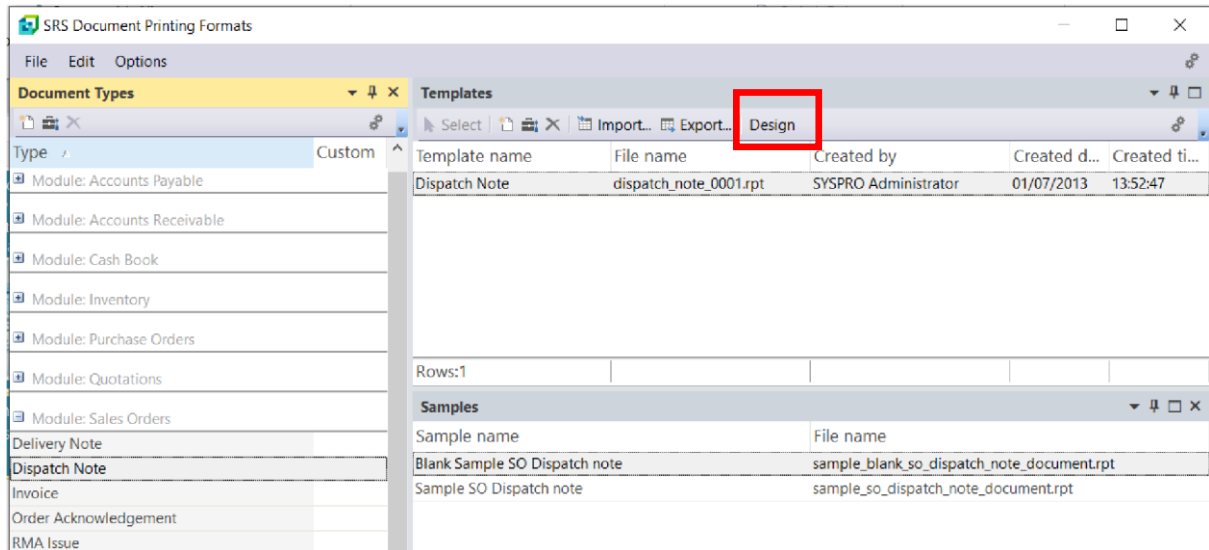 SRS Document Printing Formats
File Edit Options
Document Types
Type Custom
Module: Accounts Payable
Module: Accounts Receivable
Module: Cash Book
Module: Inventory
Module: Purchase Orders
Module: Quotations
Module: Sales Orders
Delivery Note
Dispatch Note
Invoice
Order Acknowledgement
RMA Issue
Templates
Select Import... Export... Design
Template name File name Created by Created d... Created ti...
Dispatch Note dispatch_note_0001.rpt SYSPRO Administrator 01/07/2013 13:52:47
Rows:1
Samples
Sample name File name
Blank Sample SO Dispatch note sample_blank_so_dispatch_note_document.rpt
Sample SO Dispatch note sample_so_dispatch_note_document.rpt